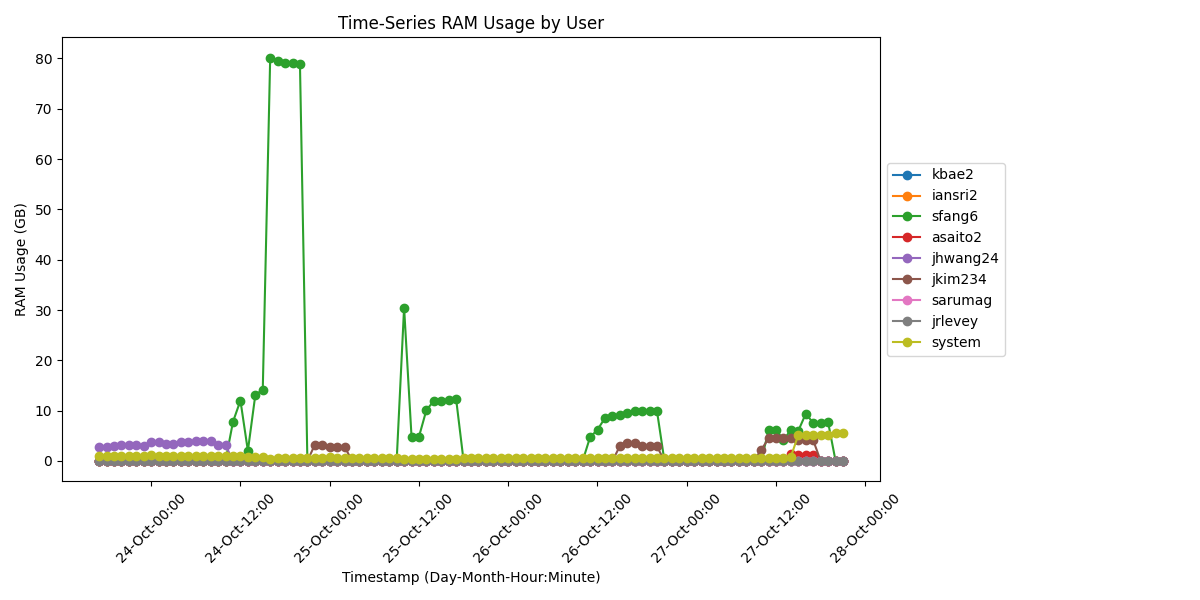 Time-Series RAM Usage by User
RAM Usage (GB)
80
70
60
50
40
30
20
10
0
24-Oct-00:00
24-Oct-12:00
25-Oct-00:00
25-Oct-12:00
26-Oct-00:00
26-Oct-12:00
27-Oct-00:00
27-Oct-12:00
28-Oct-00:00
Timestamp (Day-Month-Hour:Minute)
kbae2
iansri2
sfang6
asaito2
jhwang24
jkim234
sarumag
jrlevey
system